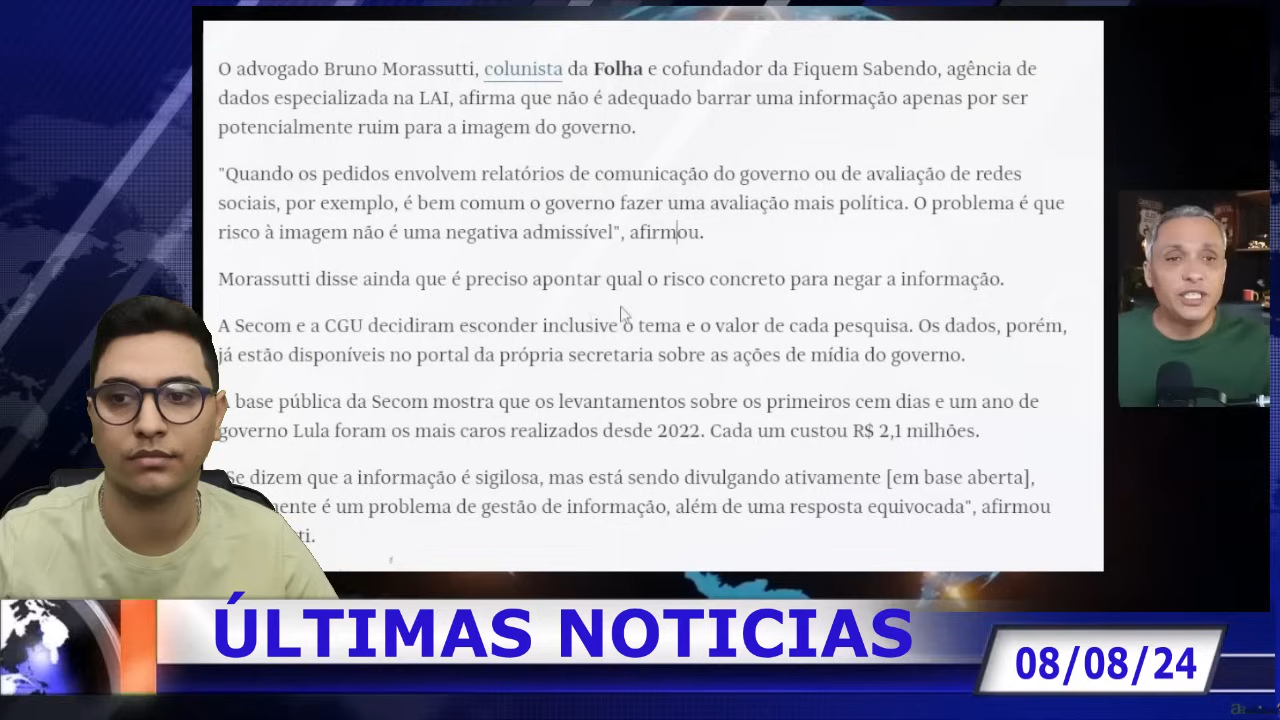 O advogado Bruno Morassutti, colunista da Folha e cofundador da Fiquem Sabendo, agência de
dados especializada na LAI, afirma que não é adequado barrar uma informação apenas por ser
potencialmente ruim para a imagem do governo.
"Quando os pedidos envolvem relatórios de comunicação do governo ou de avaliação de redes
sociais, por exemplo, é bem comum o governo fazer uma avaliação mais política. O problema é que
risco à imagem não é uma negativa admissível", afirmou.
Morassutti disse ainda que é preciso apontar qual o risco concreto para negar a informação.
A Secom e a CGU decidiram esconder inclusive o tema e o valor de cada pesquisa. Os dados, porém,
já estão disponíveis no portal da própria secretaria sobre as ações de mídia do governo.
base pública da Secom mostra que os levantamentos sobre os primeiros cem dias e um ano de
governo Lula foram os mais caros realizados desde 2022. Cada um custou R$ 2,1 milhões.
Se dizem que a informação é sigilosa, mas está sendo divulgando ativamente [em base aberta],
é um problema de gestão de informação, além de uma resposta equivocada", afirmou
ÚLTIMAS NOTICIAS
08/08/24